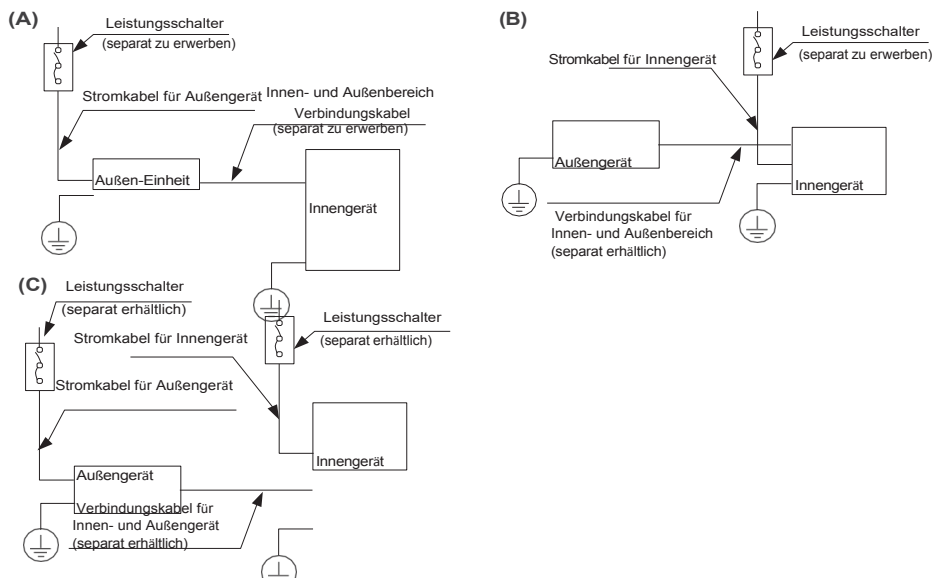 (A)
Leistungsschalter
(separat zu erwerben)
Stromkabel für Außengerät
Innen- und Außenbereich
Verbindungskabel
(separat zu erwerben)
Außen-Einheit
Innengerät
(B)
Leistungsschalter
(separat zu erwerben)
Stromkabel für Innengerät
Außengerät
Innengerät
Verbindungskabel für
Innen- und Außenbereich
(separat erhältlich)
(C)
Leistungsschalter
(separat erhältlich)
Stromkabel für Innengerät
Leistungsschalter
(separat erhältlich)
Stromkabel für Außengerät
Innengerät
Außengerät
Verbindungskabel für
Innen- und Außengerät
(separat erhältlich)